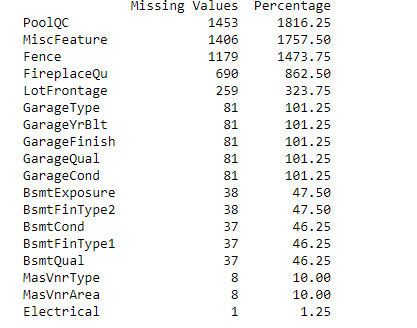 Missing Values Percentage
PoolQC 1453 1816.25
MiscFeature 1406 1757.50
Fence 1179 1473.75
FireplaceQu 690 862.50
LotFrontage 259 323.75
GarageType 81 101.25
GarageYrBlt 81 101.25
GarageFinish 81 101.25
GarageQual 81 101.25
GarageCond 81 101.25
BsmtExposure 38 47.50
BsmtFinType2 38 47.50
BsmtCond 37 46.25
BsmtFinType1 37 46.25
BsmtQual 37 46.25
MasVnrType 8 10.00
MasVnrArea 8 10.00
Electrical 1 1.25